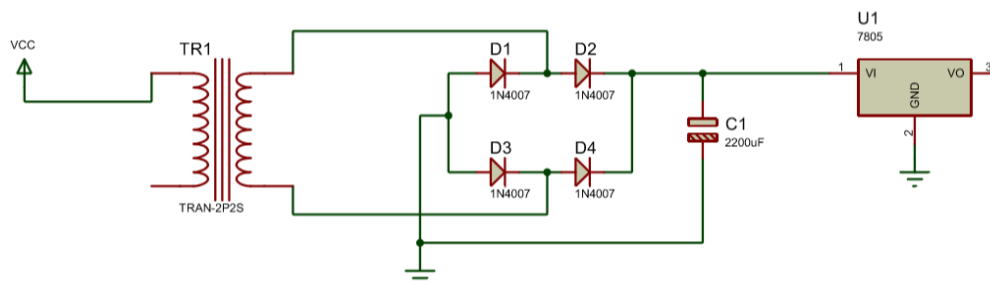 VCC
TR1
TRAN-2P2S
D1
1N4007
D2
1N4007
D3
1N4007
D4
1N4007
C1
2200uF
U1
7805
1
VI
VO
3
GND
2